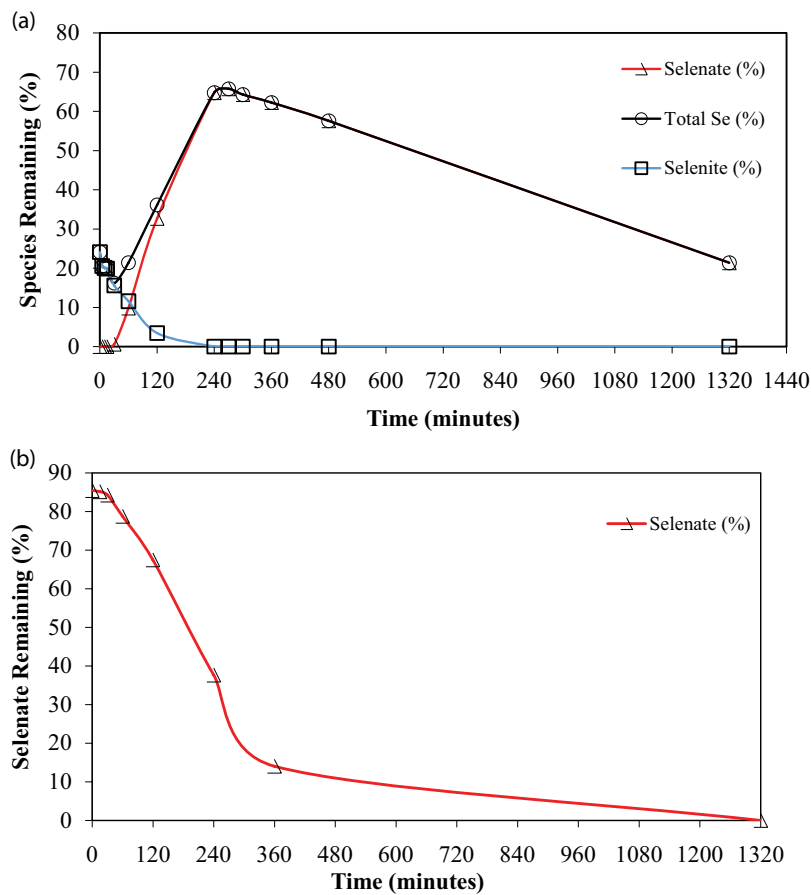 (a)
80
70
60
50
40
30
20
10
0
Species Remaining (%)
Selenate (%)
Total Se (%)
Selenite (%)
0 120 240 360 480 600 720 840 960 1080 1200 1320 1440
Time (minutes)
(b)
90
80
70
60
50
40
30
20
10
0
Selenate Remaining (%)
Selenate (%)
0 120 240 360 480 600 720 840 960 1080 1200 1320
Time (minutes)